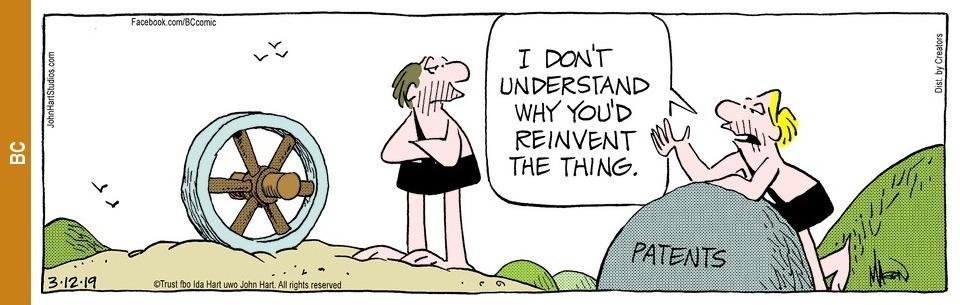 BC
Facebook.com/BCcomic
JohnHartStudios.com
I DON'T
UNDERSTAND
WHY YOU'D
REINVENT
THE THING.
Dist. by Creators
PATENTS
MASON
3·12·19
©Trust fbo Ida Hart uwo John Hart. All rights reserved